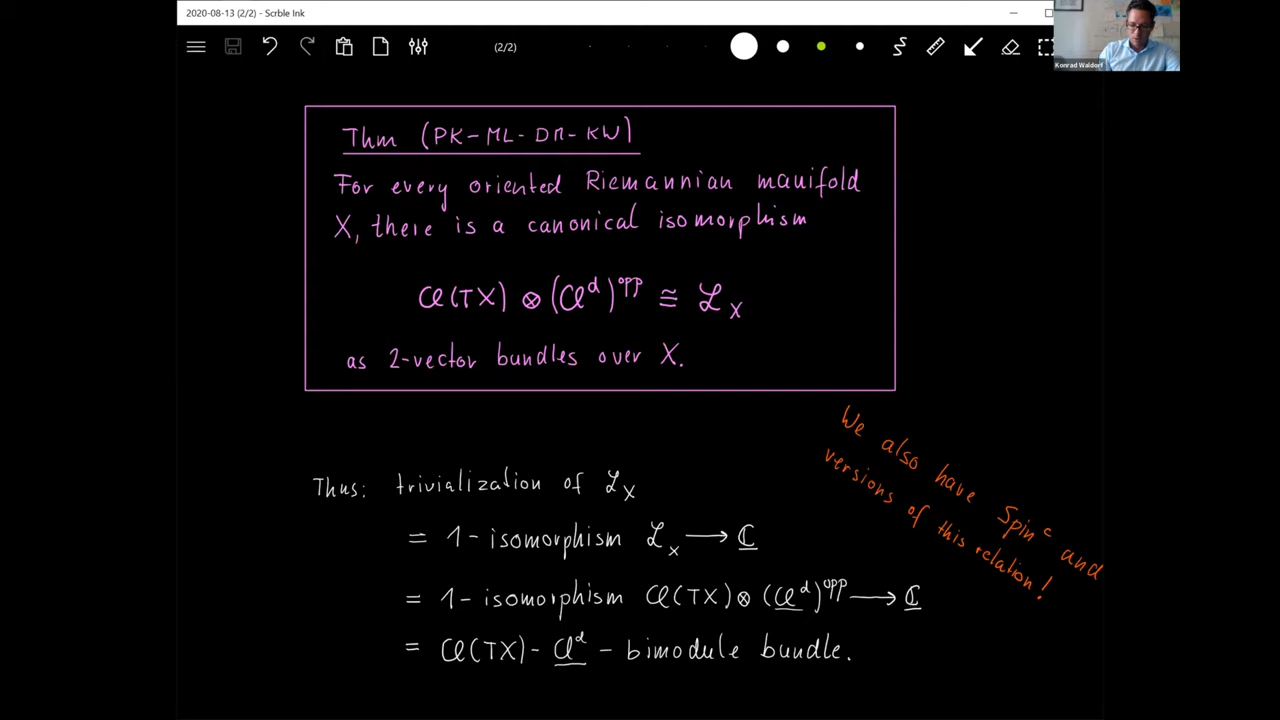 2020-08-13 (2/2) - Scrble Ink
(2/2)
Konrad Waldorf
Thm (PK-ML-DM-KW)
For every oriented Riemannian manifold
X, there is a canonical isomorphism
Cl(TX) ⊗ (Cl^d)^opp ≅ ℒ_X
as 2-vector bundles over X.
We also have Spin^c and
versions of this relation!
Thus: trivialization of ℒ_X
= 1-isomorphism ℒ_X ⟶ ℂ
= 1-isomorphism Cl(TX) ⊗ (Cl^d)^opp ⟶ ℂ
= Cl(TX) - Cl^d - bimodule bundle.